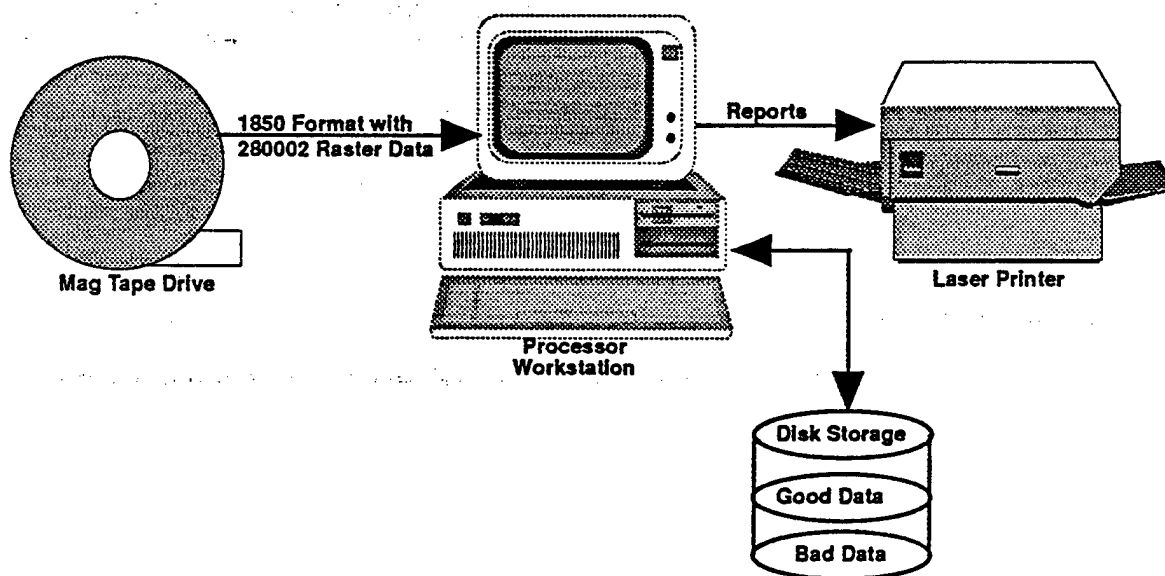 1850 Format with
280002 Raster Data
Reports
Mag Tape Drive
Laser Printer
Processor
Workstation
Disk Storage
Good Data
Bad Data